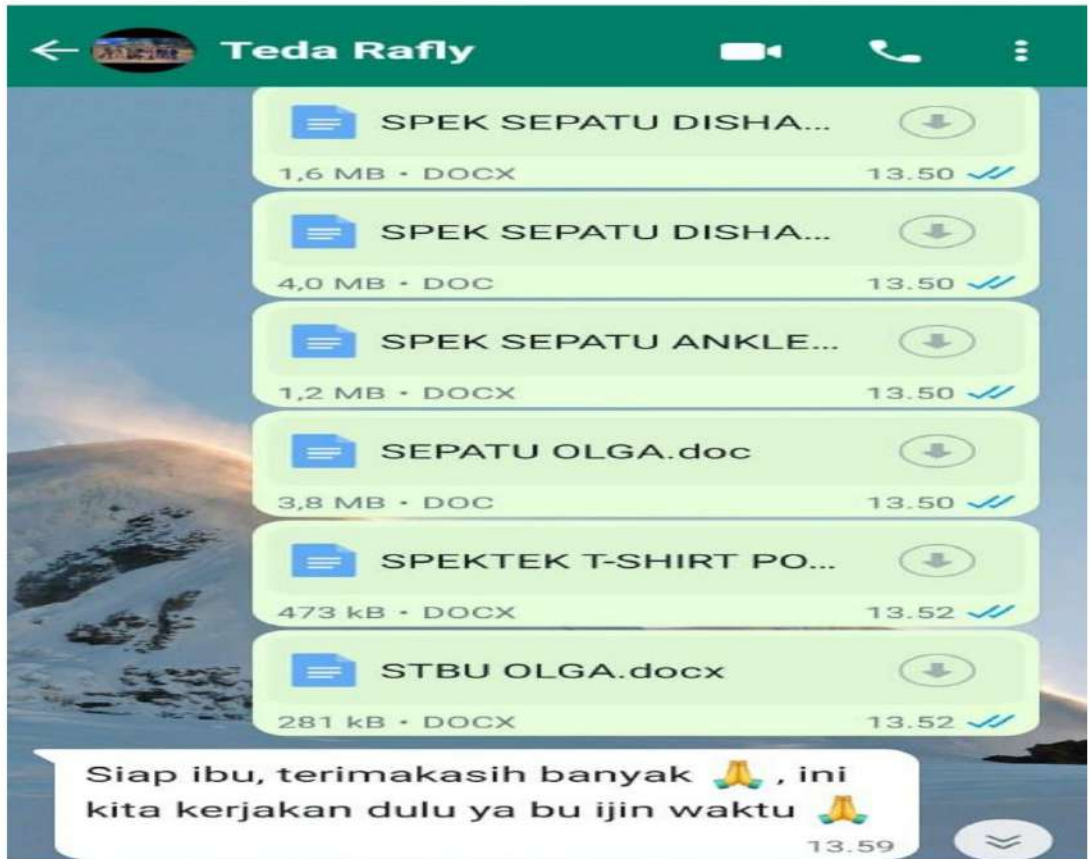 Teda Rafly
SPEK SEPATU DISHA...
1,6 MB • DOCX 13.50
SPEK SEPATU DISHA...
4,0 MB • DOC 13.50
SPEK SEPATU ANKLE...
1,2 MB • DOCX 13.50
SEPATU OLGA.doc
3,8 MB • DOC 13.50
SPEKTEK T-SHIRT PO...
473 kB • DOCX 13.52
STBU OLGA.docx
281 kB • DOCX 13.52
Siap ibu, terimakasih banyak 🙏 , ini
kita kerjakan dulu ya bu ijin waktu 🙏
13.59